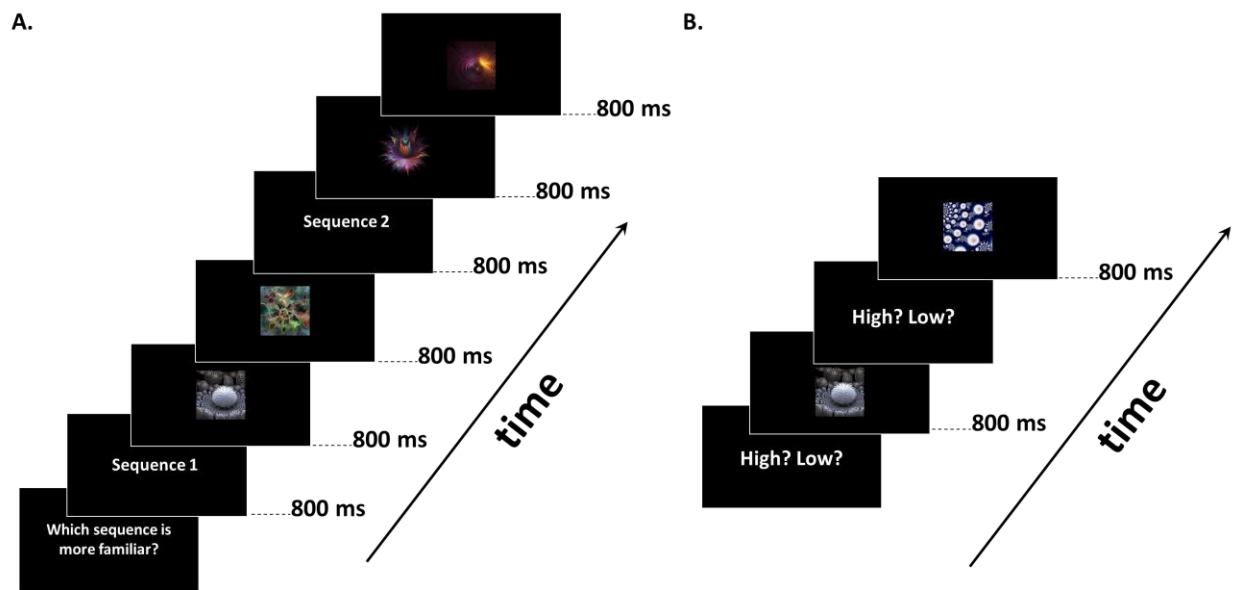 A.
800 ms
800 ms
Sequence 2
800 ms
800 ms
800 ms
Sequence 1
800 ms
Which sequence is
more familiar?
time
B.
800 ms
High? Low?
800 ms
High? Low?
time